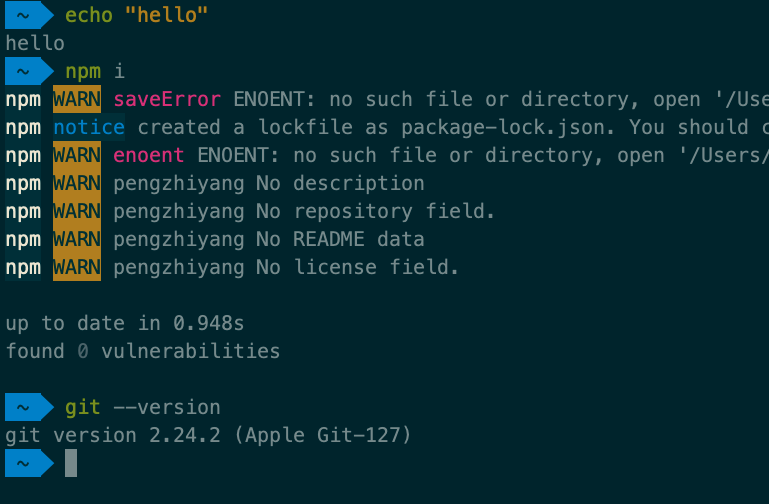 ~ echo "hello"
hello
~ npm i
npm WARN saveError ENOENT: no such file or directory, open '/Use
npm notice created a lockfile as package-lock.json. You should c
npm WARN enoent ENOENT: no such file or directory, open '/Users/
npm WARN pengzhiyang No description
npm WARN pengzhiyang No repository field.
npm WARN pengzhiyang No README data
npm WARN pengzhiyang No license field.
up to date in 0.948s
found 0 vulnerabilities
~ git --version
git version 2.24.2 (Apple Git-127)
~